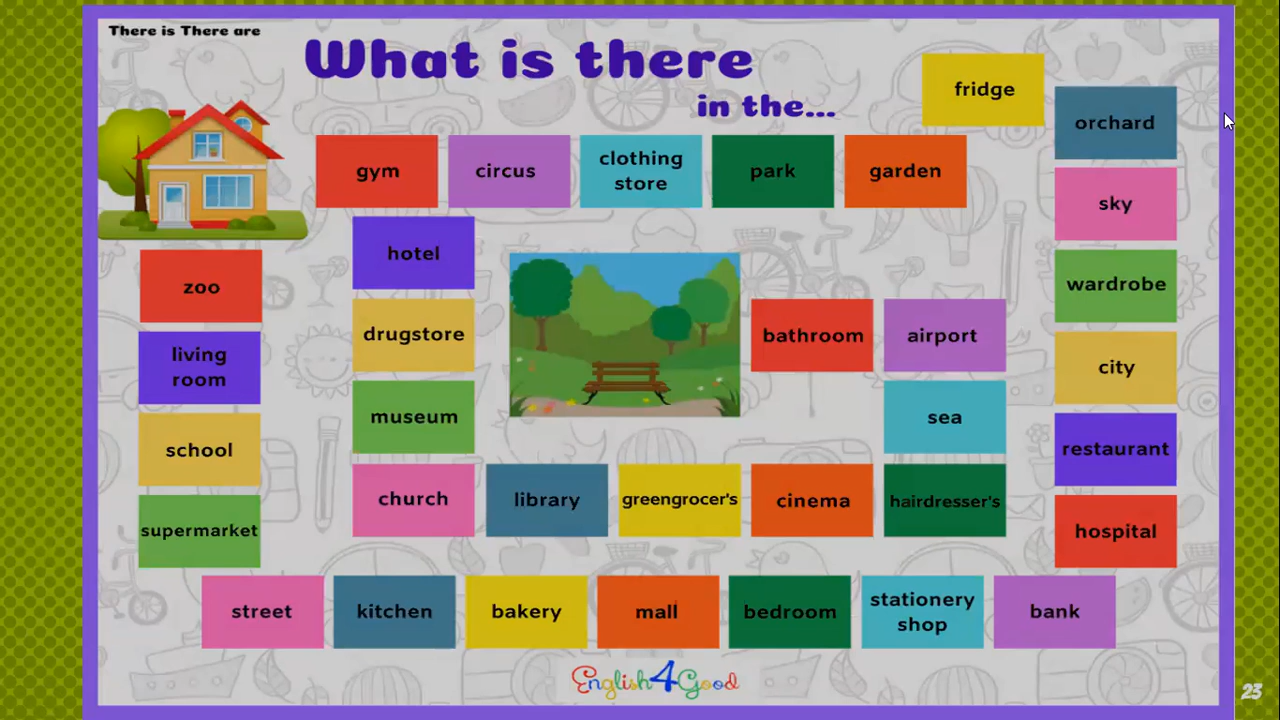 There is There are
What is there
in the...
fridge
orchard
gym
circus
clothing
store
park
garden
sky
hotel
zoo
wardrobe
drugstore
bathroom
airport
living
room
city
museum
sea
school
restaurant
church
library
greengrocer's
cinema
hairdresser's
supermarket
hospital
street
kitchen
bakery
mall
bedroom
stationery
shop
bank
English4Good
23